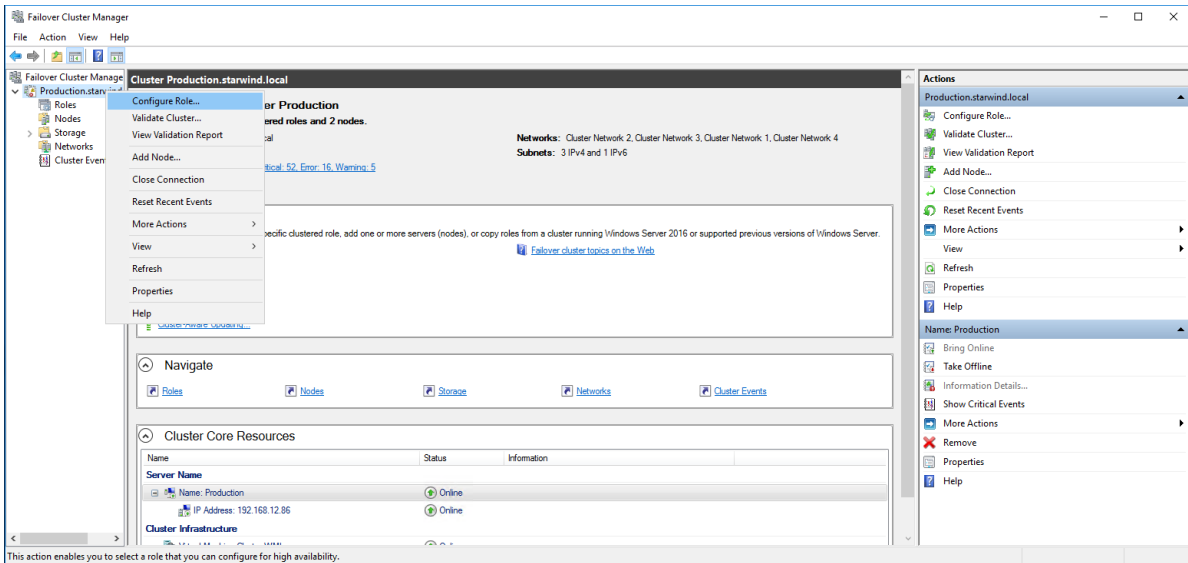 Failover Cluster Manager
File Action View Help
Failover Cluster Manage
Production.starwind
Roles
Nodes
Storage
Networks
Cluster Even
Configure Role...
Validate Cluster...
View Validation Report
Add Node...
Close Connection
Reset Recent Events
More Actions
View
Refresh
Properties
Help
Cluster Production.starwind.local
er Production
ered roles and 2 nodes.
cal
Networks: Cluster Network 2, Cluster Network 3, Cluster Network 1, Cluster Network 4
Subnets: 3 IPv4 and 1 IPv6
itical: 52, Error: 16, Warning: 5
pecific clustered role, add one or more servers (nodes), or copy roles from a cluster running Windows Server 2016 or supported previous versions of Windows Server.
Failover cluster topics on the Web
Cluster-Aware Updating...
Navigate
Roles Nodes Storage Networks Cluster Events
Cluster Core Resources
Name Status Information
Server Name
Name: Production Online
IP Address: 192.168.12.86 Online
Cluster Infrastructure
Actions
Production.starwind.local
Configure Role...
Validate Cluster...
View Validation Report
Add Node...
Close Connection
Reset Recent Events
More Actions
View
Refresh
Properties
Help
Name: Production
Bring Online
Take Offline
Information Details...
Show Critical Events
More Actions
Remove
Properties
Help
This action enables you to select a role that you can configure for high availability.